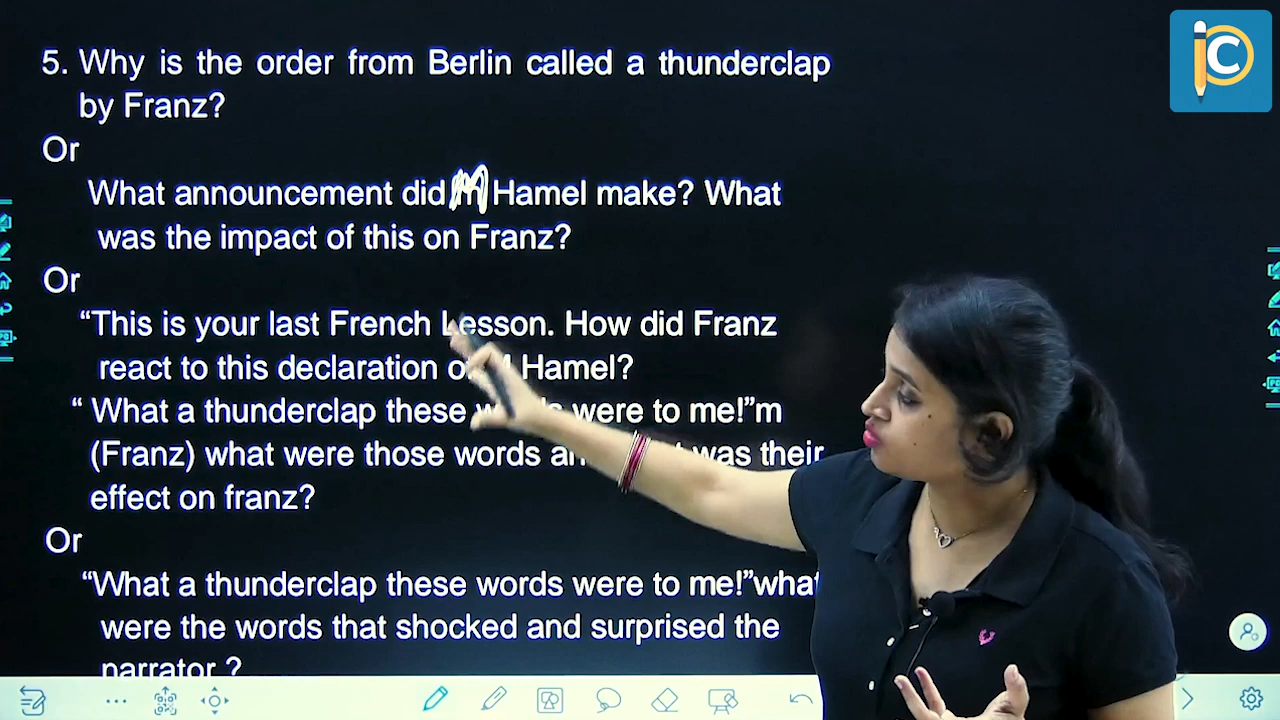 5. Why is the order from Berlin called a thunderclap
by Franz?
Or
What announcement did M Hamel make? What
was the impact of this on Franz?
Or
“This is your last French Lesson. How did Franz
react to this declaration Hamel?
“ What a thunderclap these were to me!”m
(Franz) what were those words was their
effect on franz?
Or
“What a thunderclap these words were to me!”what
were the words that shocked and surprised the
narrator ?